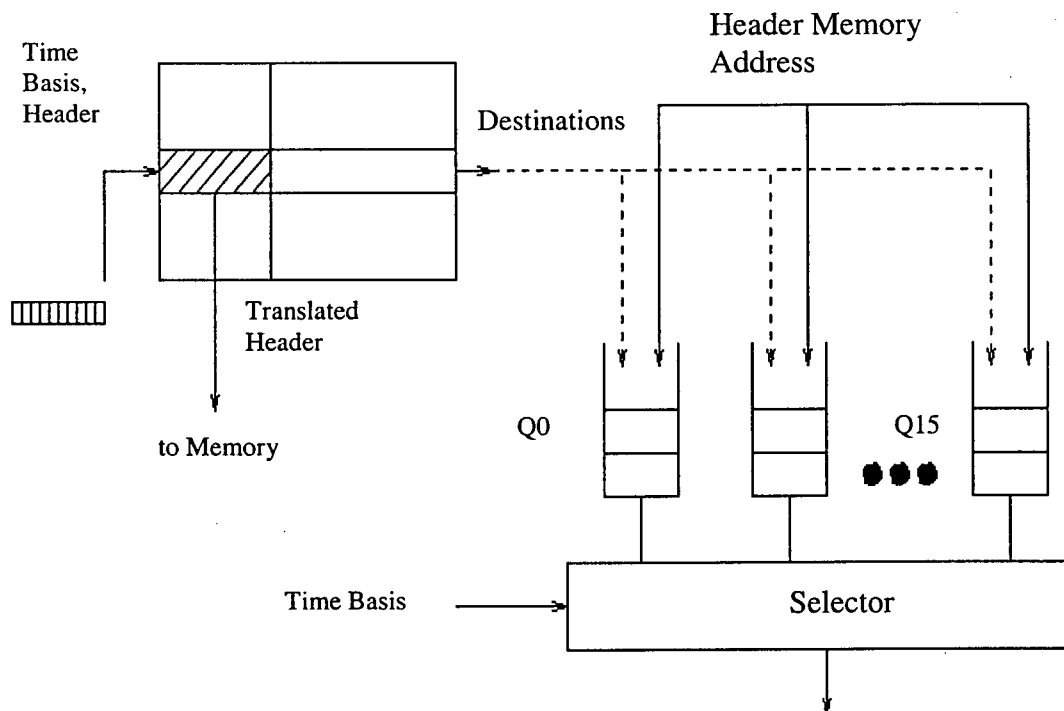 Header Memory
Address
Time
Basis,
Header
Destinations
Translated
Header
to Memory
Q0
Q15
Time Basis
Selector